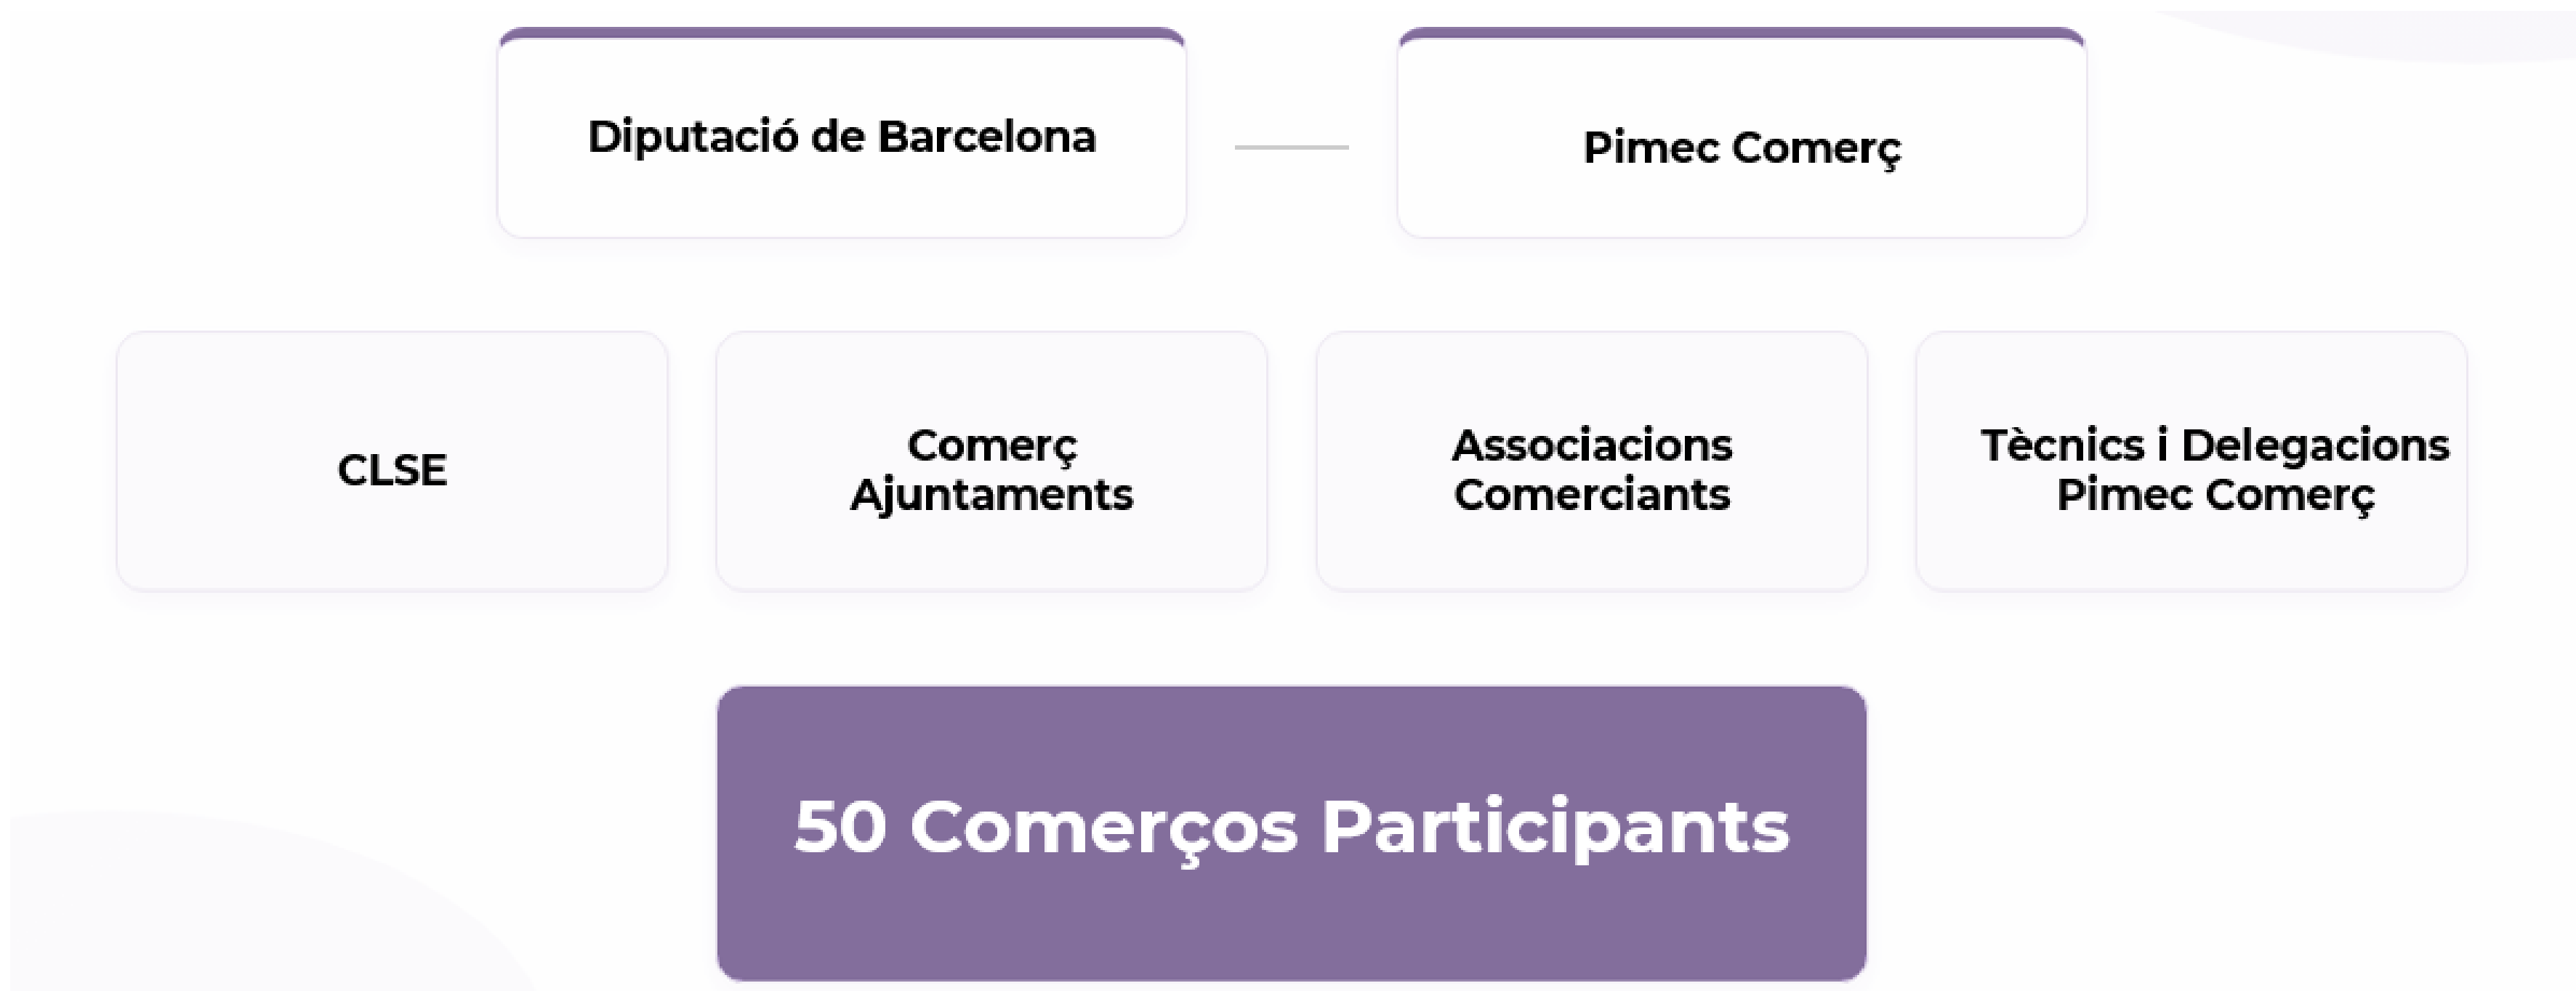 Diputació de Barcelona
Pimec Comerç
CLSE
Comerç
Ajuntaments
Associacions
Comerciants
Tècnics i Delegacions
Pimec Comerç
50 Comerços Participants